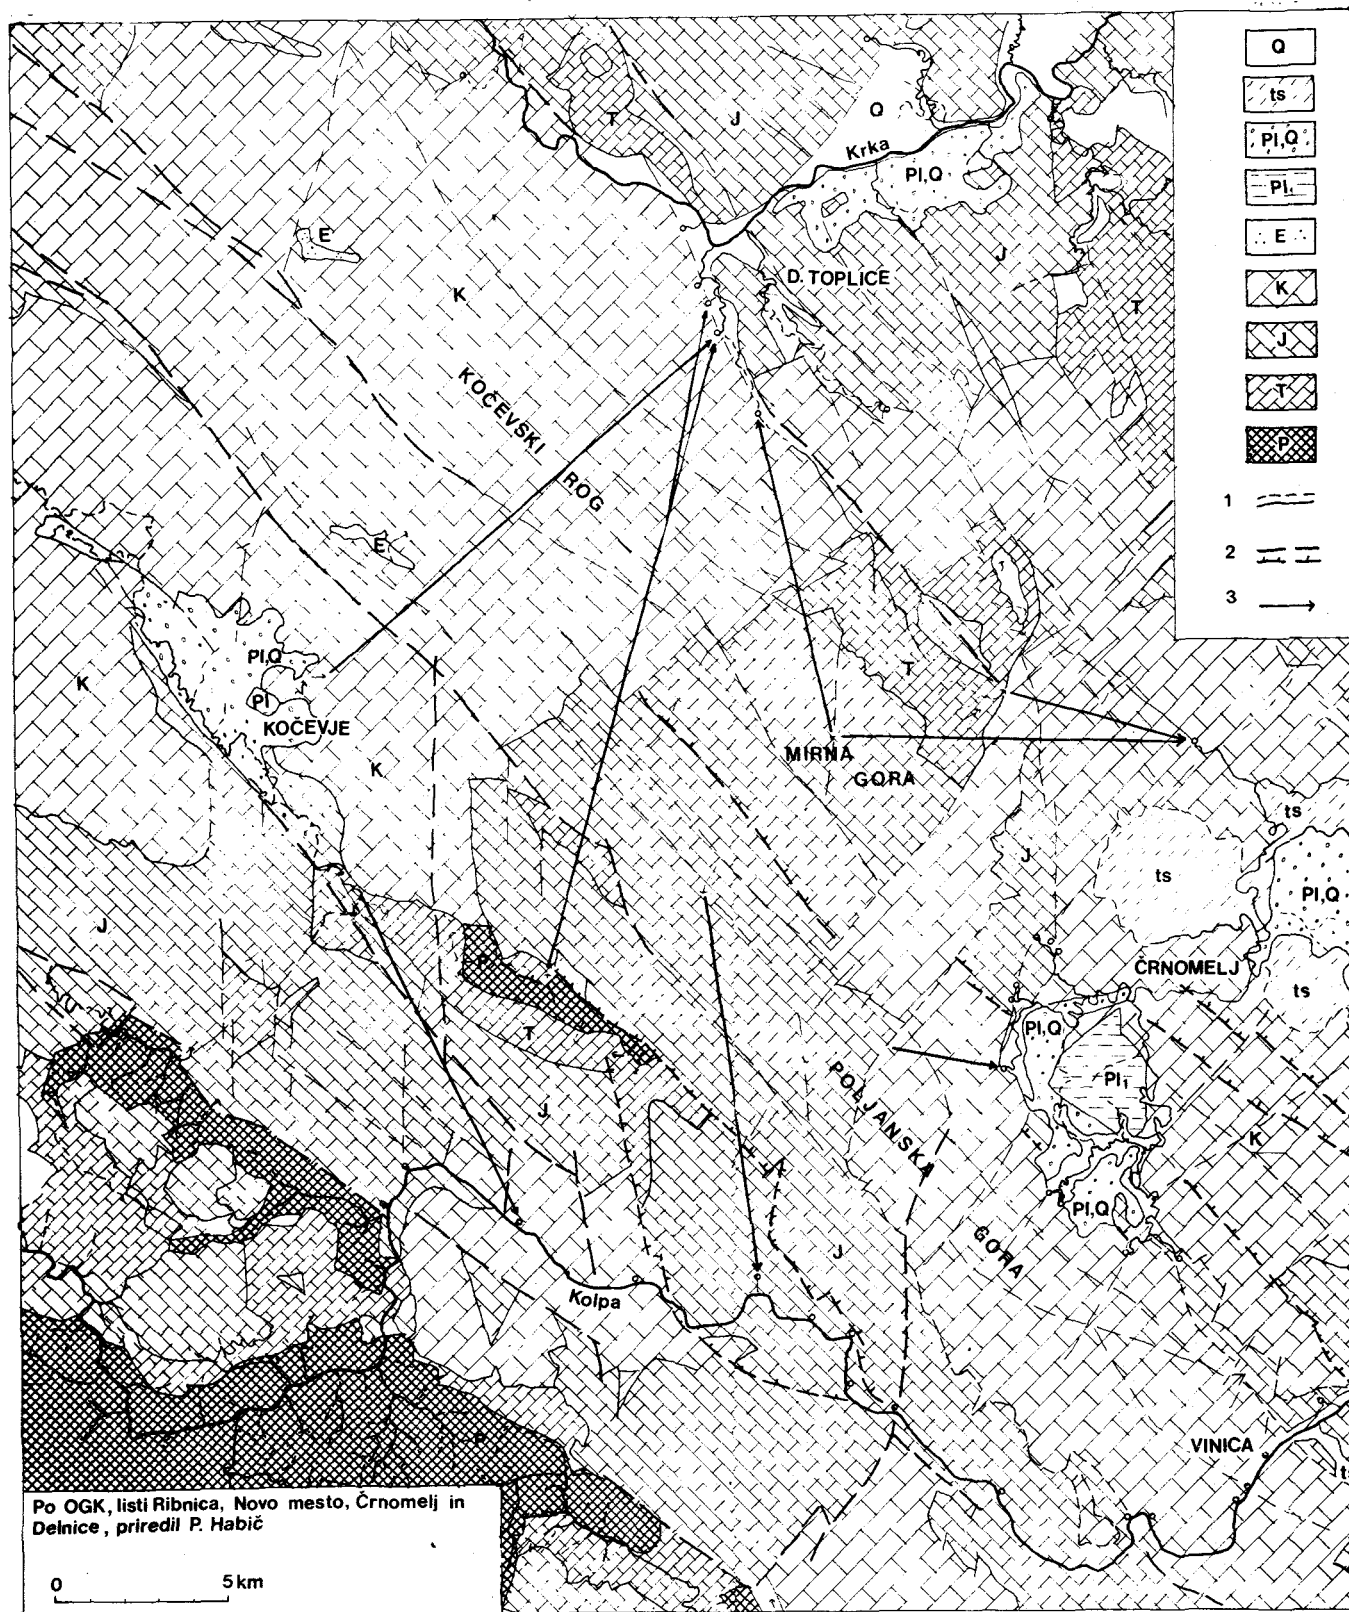 Q
ts
Pl,Q
Pl₁
E
K
J
T
P
1
2
3
T
J
Q
Krka
Pl,Q
E
K
D. TOPLICE
J
T
KOČEVSKI ROG
E
Pl,Q
Pl
KOČEVJE
K
K
T
MIRNA
GORA
J
ts
ts
Pl,Q
ČRNOMELJ
ts
J
P
T
J
Pl,Q
Pl₁
POLJANSKA GORA
K
Pl,Q
J
Kolpa
P
VINICA
ts
Po OGK, listi Ribnica, Novo mesto, Črnomelj in
Delnice, priredil P. Habič
0 5 km